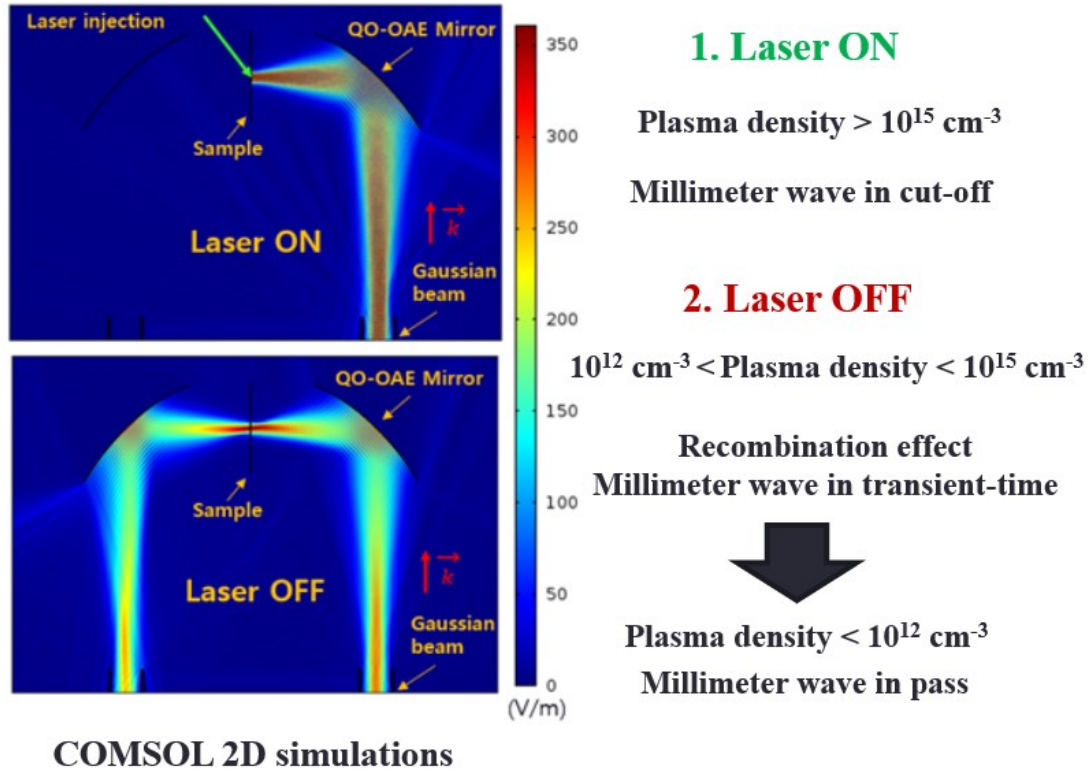 Laser injection
QO-OAE Mirror
Sample
Laser ON
k
Gaussian
beam
350
300
250
200
150
100
50
0
(V/m)
QO-OAE Mirror
Sample
Laser OFF
k
Gaussian
beam
COMSOL 2D simulations
1. Laser ON
Plasma density > 10¹⁵ cm⁻³
Millimeter wave in cut-off
2. Laser OFF
10¹² cm⁻³ < Plasma density < 10¹⁵ cm⁻³
Recombination effect
Millimeter wave in transient-time
Plasma density < 10¹² cm⁻³
Millimeter wave in pass